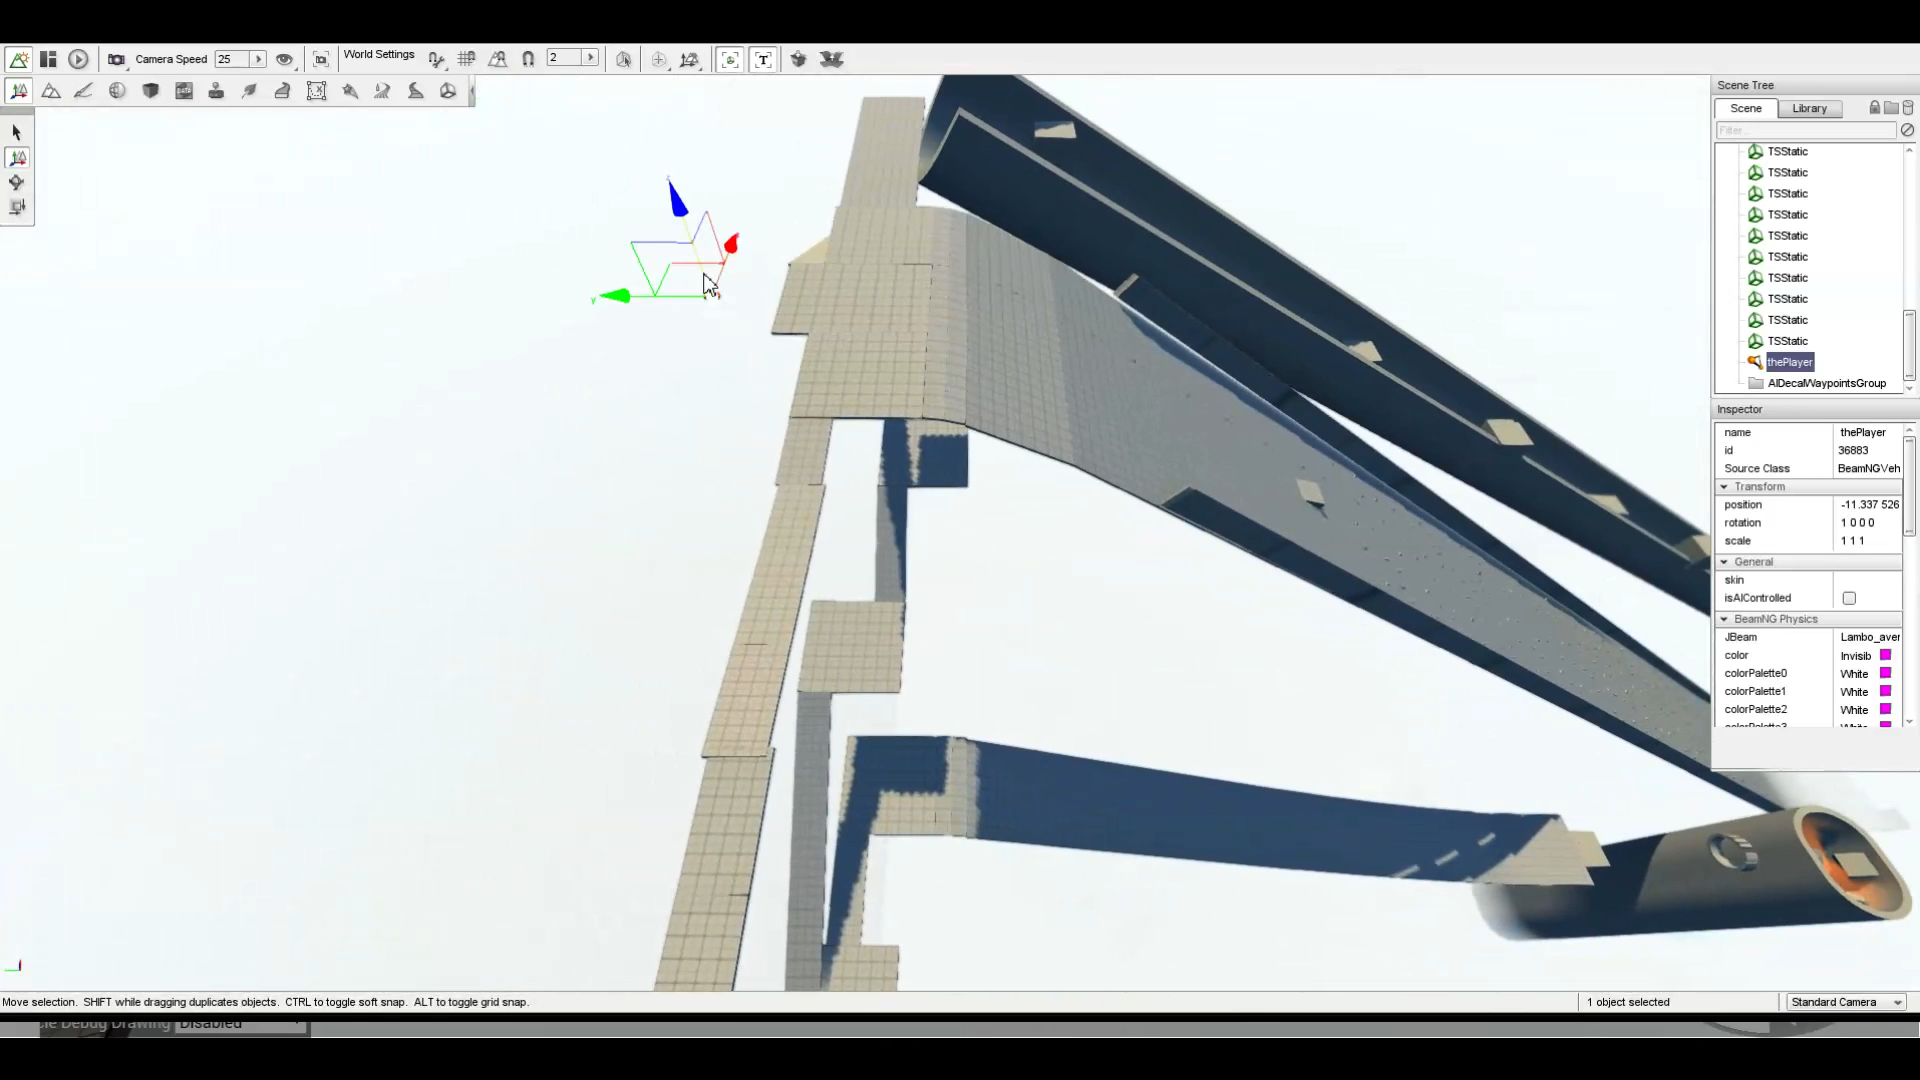 Camera Speed 25 World Settings 2
Scene Tree
Scene Library
Filter...
TSStatic
TSStatic
TSStatic
TSStatic
TSStatic
TSStatic
TSStatic
TSStatic
TSStatic
TSStatic
thePlayer
AIDecalWaypointsGroup
Inspector
name thePlayer
id 36883
Source Class BeamNGVeh
Transform
position -11.337 526
rotation 1 0 0 0
scale 1 1 1
General
skin
isAIControlled
BeamNG Physics
JBeam Lambo_aver
color Invisib
colorPalette0 White
colorPalette1 White
colorPalette2 White
z
y
Move selection. SHIFT while dragging duplicates objects. CTRL to toggle soft snap. ALT to toggle grid snap.
1 object selected
Standard Camera
cle Debug Drawing Disabled